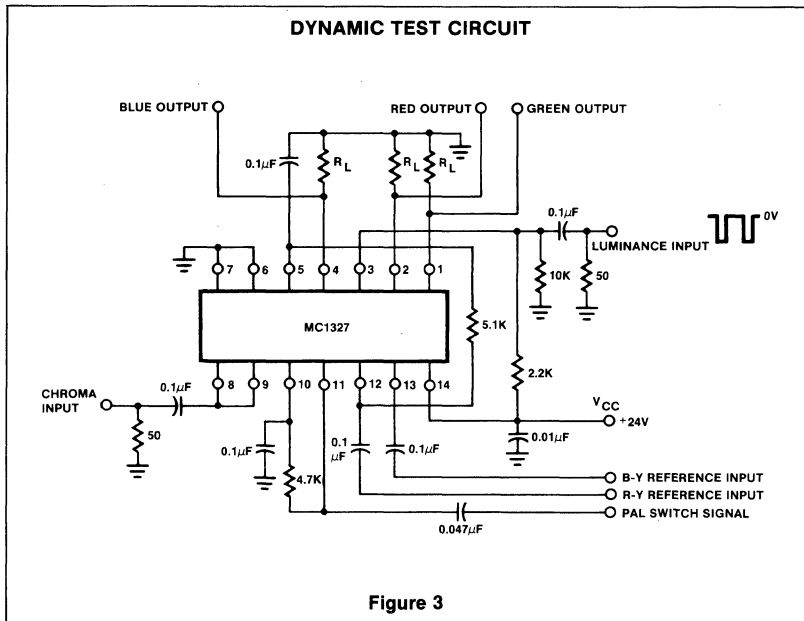 DYNAMIC TEST CIRCUIT
BLUE OUTPUT
RED OUTPUT
GREEN OUTPUT
0.1μF
RL
RL
RL
0.1μF
0V
LUMINANCE INPUT
10K
50
7
6
5
4
3
2
1
MC1327
5.1K
2.2K
8
9
10
11
12
13
14
CHROMA
INPUT
0.1μF
50
VCC
+24V
0.01μF
0.1μF
4.7K
0.1
μF
0.1μF
B-Y REFERENCE INPUT
R-Y REFERENCE INPUT
PAL SWITCH SIGNAL
0.047μF
Figure 3